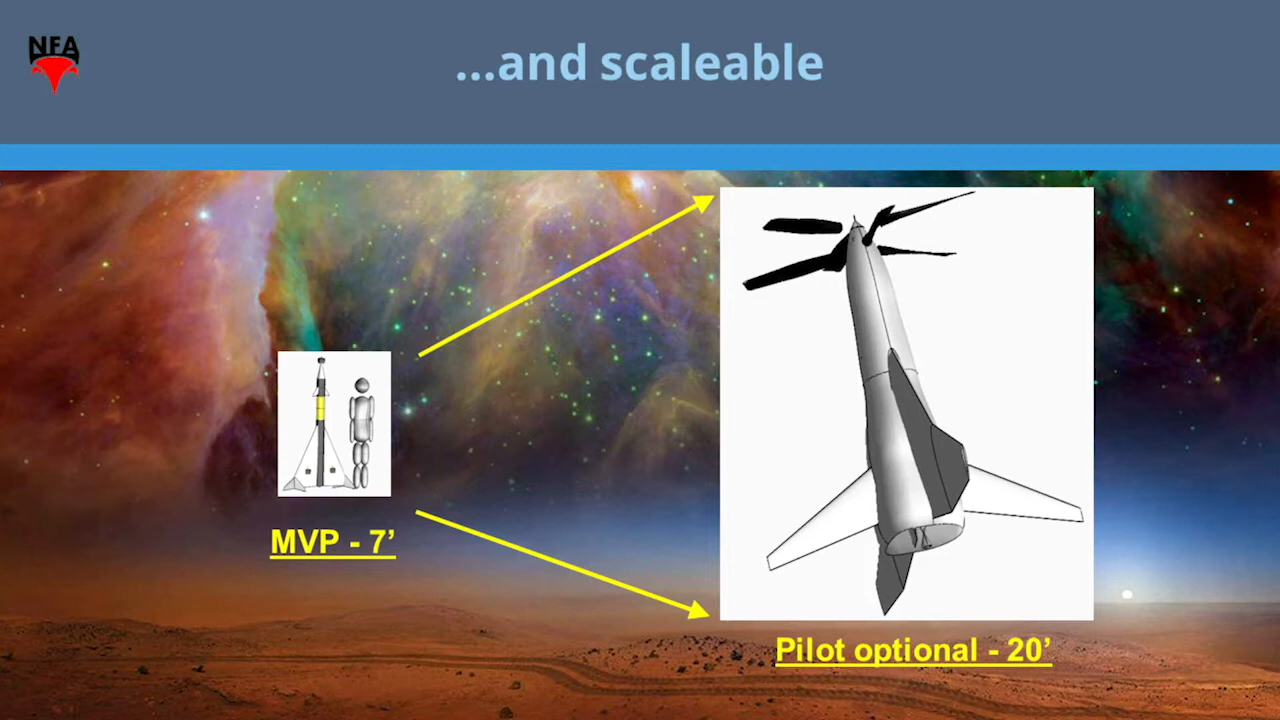 NFA
...and scaleable
MVP - 7’
Pilot optional - 20’